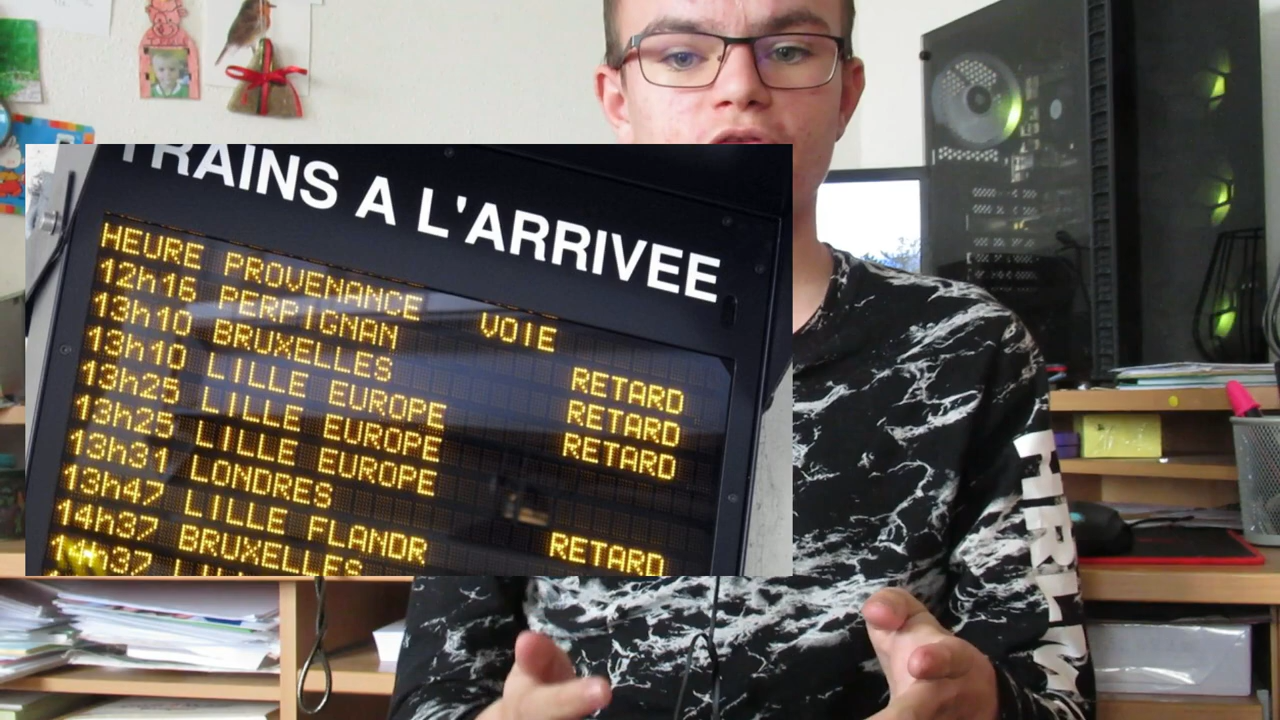 TRAINS A L'ARRIVEE
HEURE PROVENANCE VOIE
12h16 PERPIGNAN RETARD
13h10 BRUXELLES RETARD
13h10 LILLE EUROPE RETARD
13h25 LILLE EUROPE
13h25 LILLE EUROPE
13h31 LONDRES RETARD
13h47 LILLE FLANDR
14h37 BRUXELLES
14h37